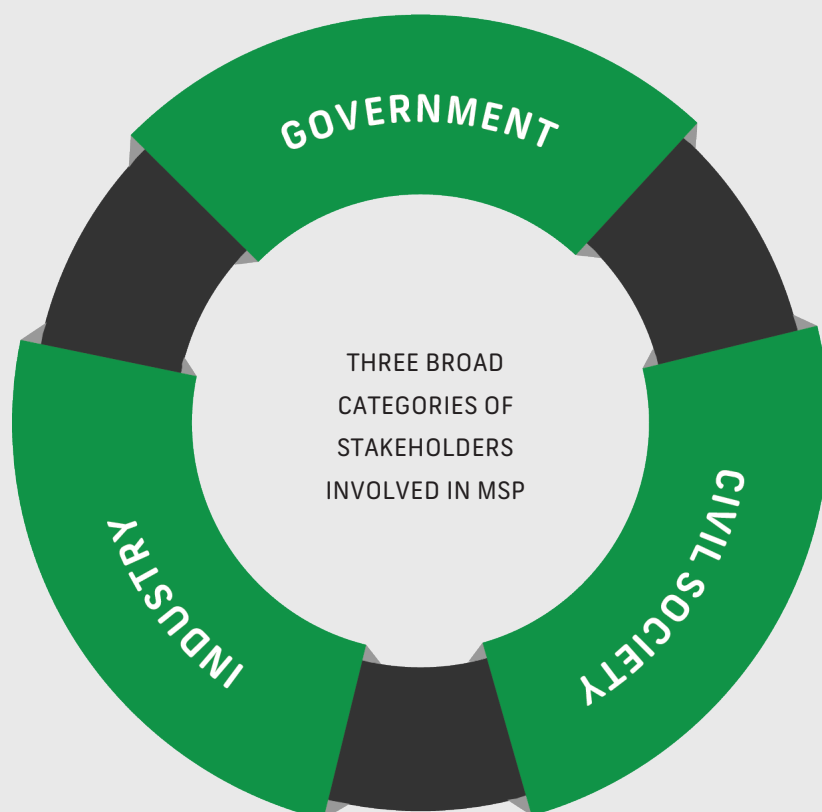 GOVERNMENT
THREE BROAD
CATEGORIES OF
STAKEHOLDERS
INVOLVED IN MSP
CIVIL SOCIETY
INDUSTRY